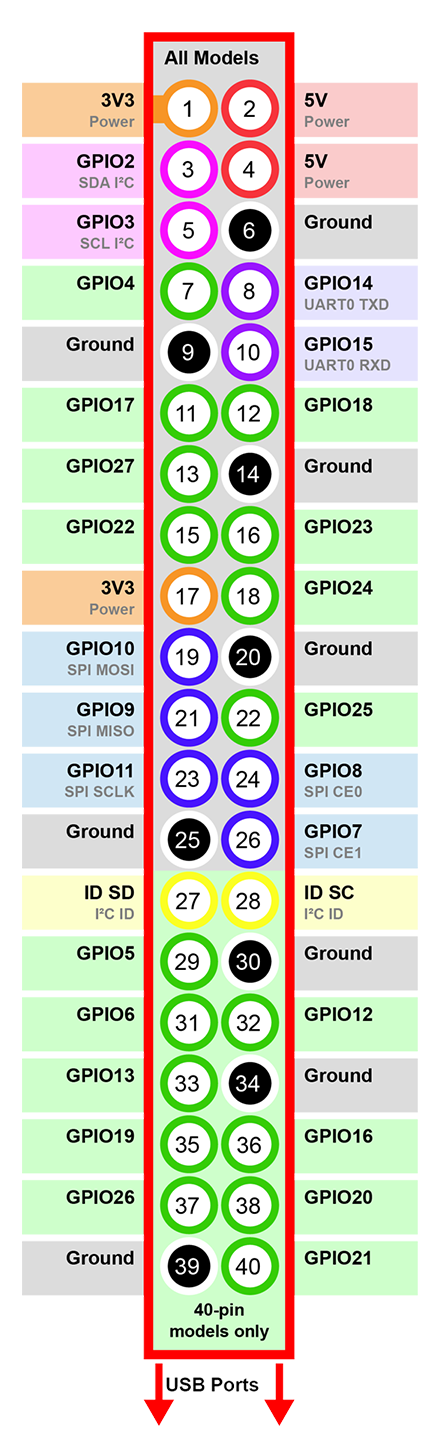 All Models
3V3 1 2 5V
Power Power
GPIO2 3 4 5V
SDA I²C Power
GPIO3 5 6 Ground
SCL I²C
GPIO4 7 8 GPIO14
UART0 TXD
Ground 9 10 GPIO15
UART0 RXD
GPIO17 11 12 GPIO18
GPIO27 13 14 Ground
GPIO22 15 16 GPIO23
3V3 17 18 GPIO24
Power
GPIO10 19 20 Ground
SPI MOSI
GPIO9 21 22 GPIO25
SPI MISO
GPIO11 23 24 GPIO8
SPI SCLK SPI CE0
Ground 25 26 GPIO7
SPI CE1
ID SD 27 28 ID SC
I²C ID I²C ID
GPIO5 29 30 Ground
GPIO6 31 32 GPIO12
GPIO13 33 34 Ground
GPIO19 35 36 GPIO16
GPIO26 37 38 GPIO20
Ground 39 40 GPIO21
40-pin
models only
USB Ports